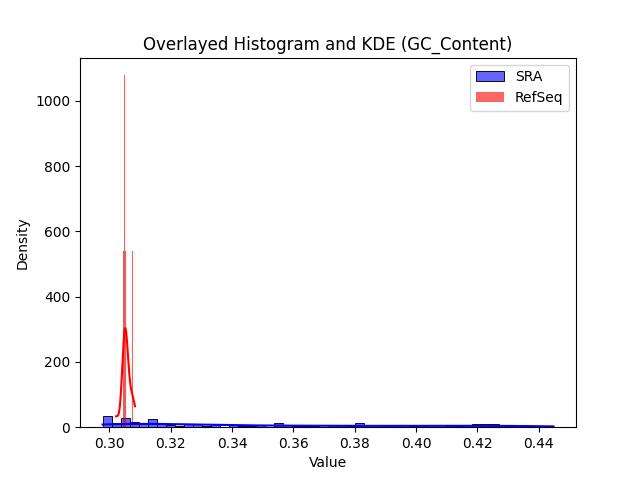 Overlayed Histogram and KDE (GC_Content)
SRA
RefSeq
1000
800
600
400
200
0
Density
0.30 0.32 0.34 0.36 0.38 0.40 0.42 0.44
Value